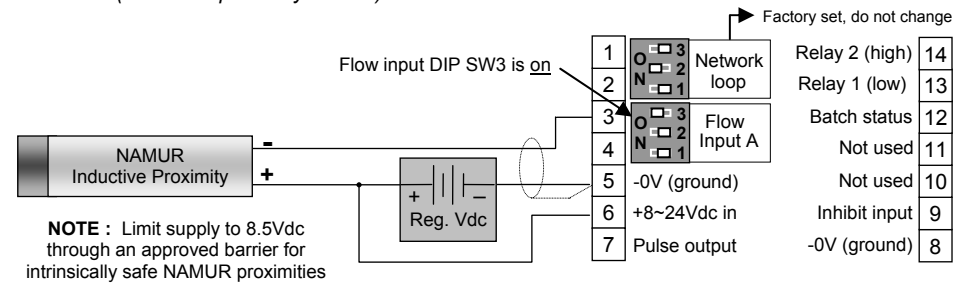 Factory set, do not change
Flow input DIP SW3 is on
1
2
3
4
5 -0V (ground)
6 +8~24Vdc in
7 Pulse output
O N 3 2 1
Network loop
O N 3 2 1
Flow Input A
Relay 2 (high) 14
Relay 1 (low) 13
Batch status 12
Not used 11
Not used 10
Inhibit input 9
-0V (ground) 8
NAMUR
Inductive Proximity
-
+
+ –
Reg. Vdc
NOTE : Limit supply to 8.5Vdc
through an approved barrier for
intrinsically safe NAMUR proximities